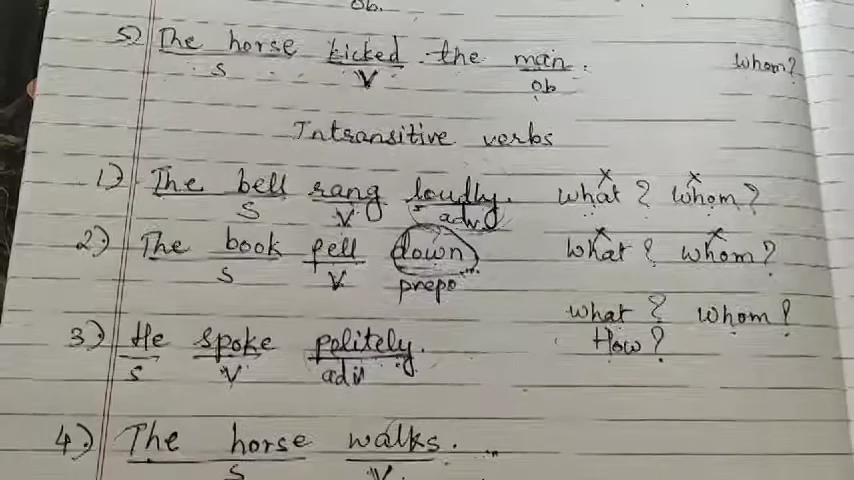 Ob.
5) The horse kicked the man. whom?
S V ob
Intransitive verbs
1) The bell rang loudly. what? whom?
S V adv
2) The book fell down what? whom?
S V prepo
what? whom?
3) He spoke politely. How?
S V adv
4) The horse walks.
S V